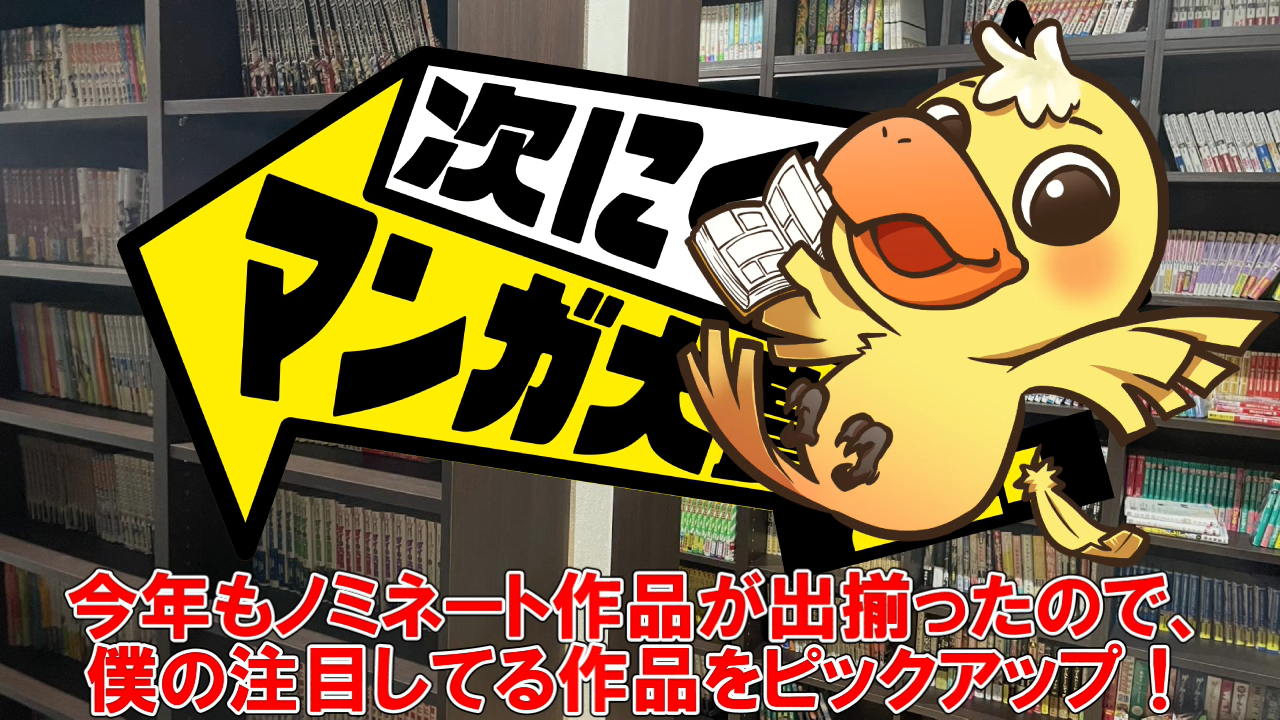 次に
マンガ大
今年もノミネート作品が出揃ったので、
僕の注目してる作品をピックアップ！